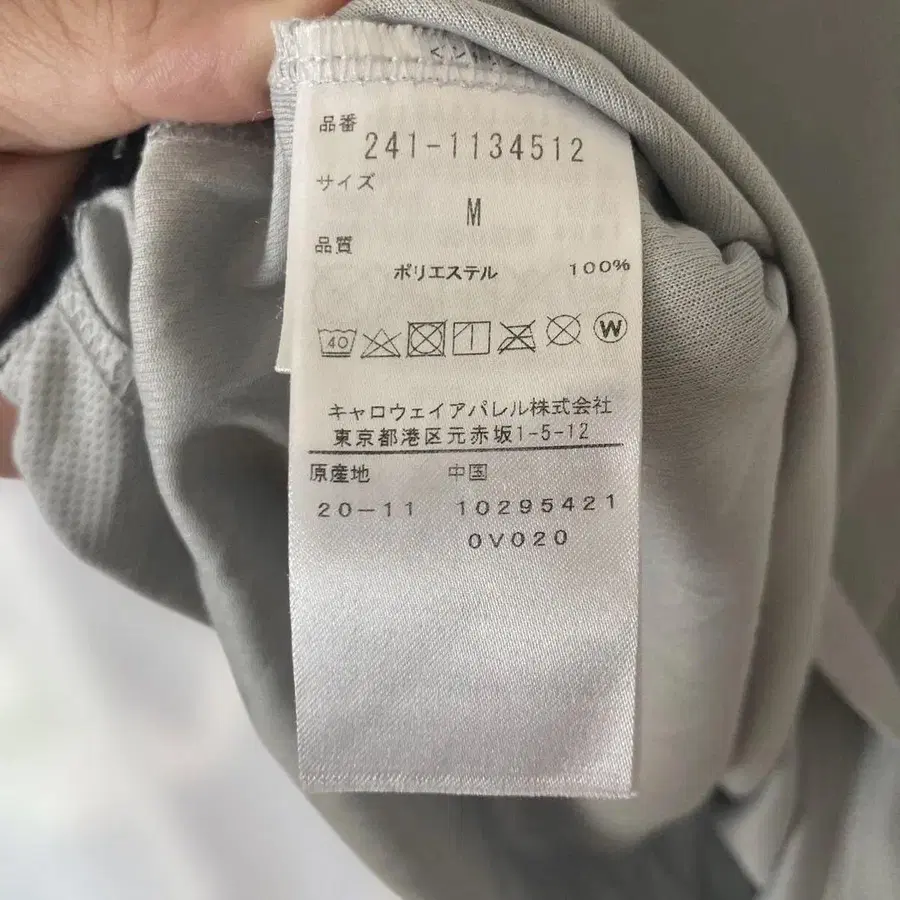 品番
241-1134512
サイズ
M
品質
ポリエステル 100%
40 W
キャロウェイアパレル株式会社
東京都港区元赤坂1-5-12
原産地 中国
20-11 10295421
0V020